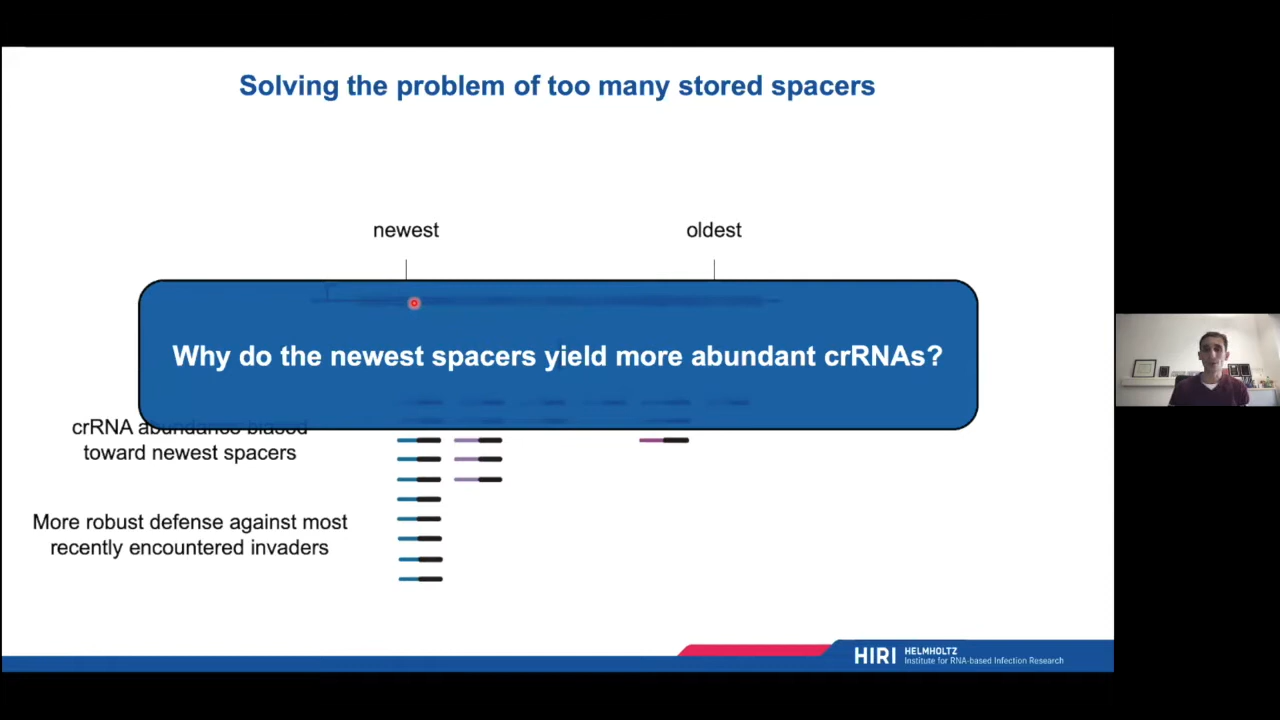 Solving the problem of too many stored spacers
newest
oldest
Why do the newest spacers yield more abundant crRNAs?
crRNA abundance biased
toward newest spacers
More robust defense against most
recently encountered invaders
HIRI
HELMHOLTZ
Institute for RNA-based Infection Research